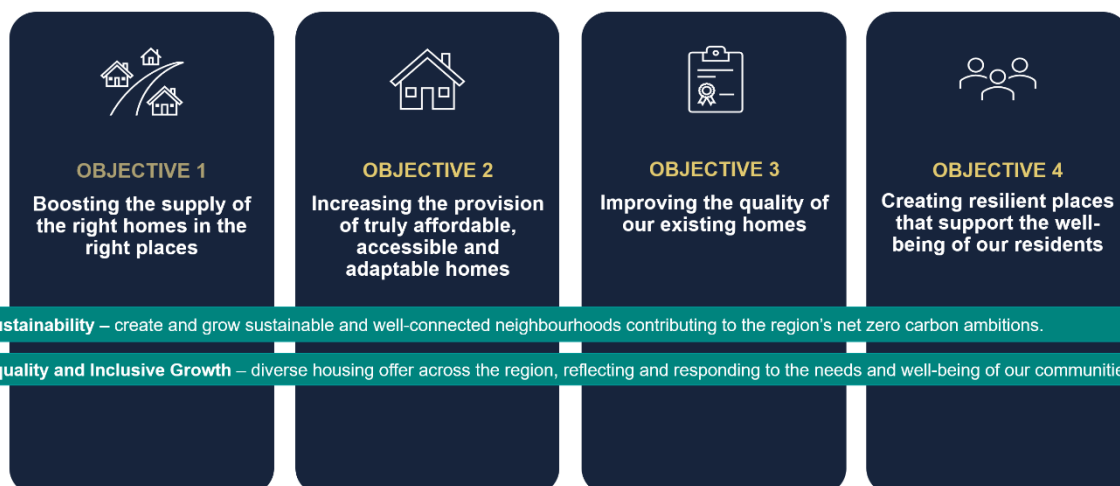 OBJECTIVE 1
Boosting the supply of
the right homes in the
right places
OBJECTIVE 2
Increasing the provision
of truly affordable,
accessible and
adaptable homes
OBJECTIVE 3
Improving the quality of
our existing homes
OBJECTIVE 4
Creating resilient places
that support the well-
being of our residents
ustainability – create and grow sustainable and well-connected neighbourhoods contributing to the region’s net zero carbon ambitions.
quality and Inclusive Growth – diverse housing offer across the region, reflecting and responding to the needs and well-being of our communitie